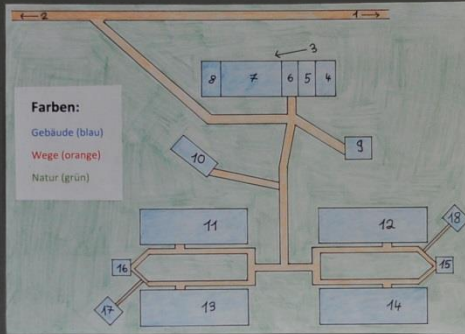 ← 2
1 →
← 3
8 7 6 5 4
Farben:
Gebäude (blau)
Wege (orange)
Natur (grün)
9
10
11
12
18
16
15
17
13
14